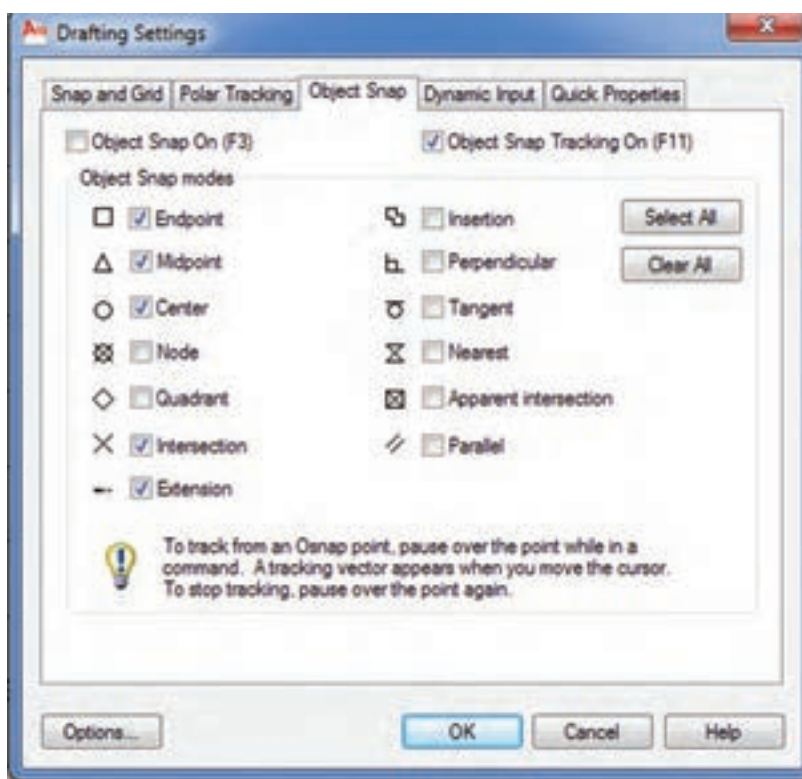 Drafting Settings
Snap and Grid Polar Tracking Object Snap Dynamic Input Quick Properties
Object Snap On (F3)
Object Snap Tracking On (F11)
Object Snap modes
Endpoint
Midpoint
Center
Node
Quadrant
Intersection
Extension
Insertion
Perpendicular
Tangent
Nearest
Apparent intersection
Parallel
Select All
Clear All
To track from an Osnap point, pause over the point while in a
command. A tracking vector appears when you move the cursor.
To stop tracking, pause over the point again.
Options...
OK
Cancel
Help